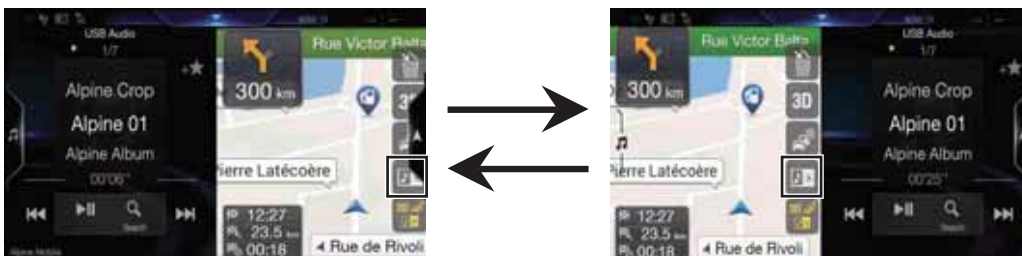 USB Audio
1/7
Alpine Crop
Alpine 01
Alpine Album
00'06"
Search
Rue Victor
300 km
3D
Pierre Latécoère
12:27
23.5 km
00:18
Rue de Rivoli
Rue Victor
300 km
3D
Pierre Latécoère
12:27
23.5 km
00:18
Rue de Rivoli
USB Audio
1/7
Alpine Crop
Alpine 01
Alpine Album
00'25"
Search